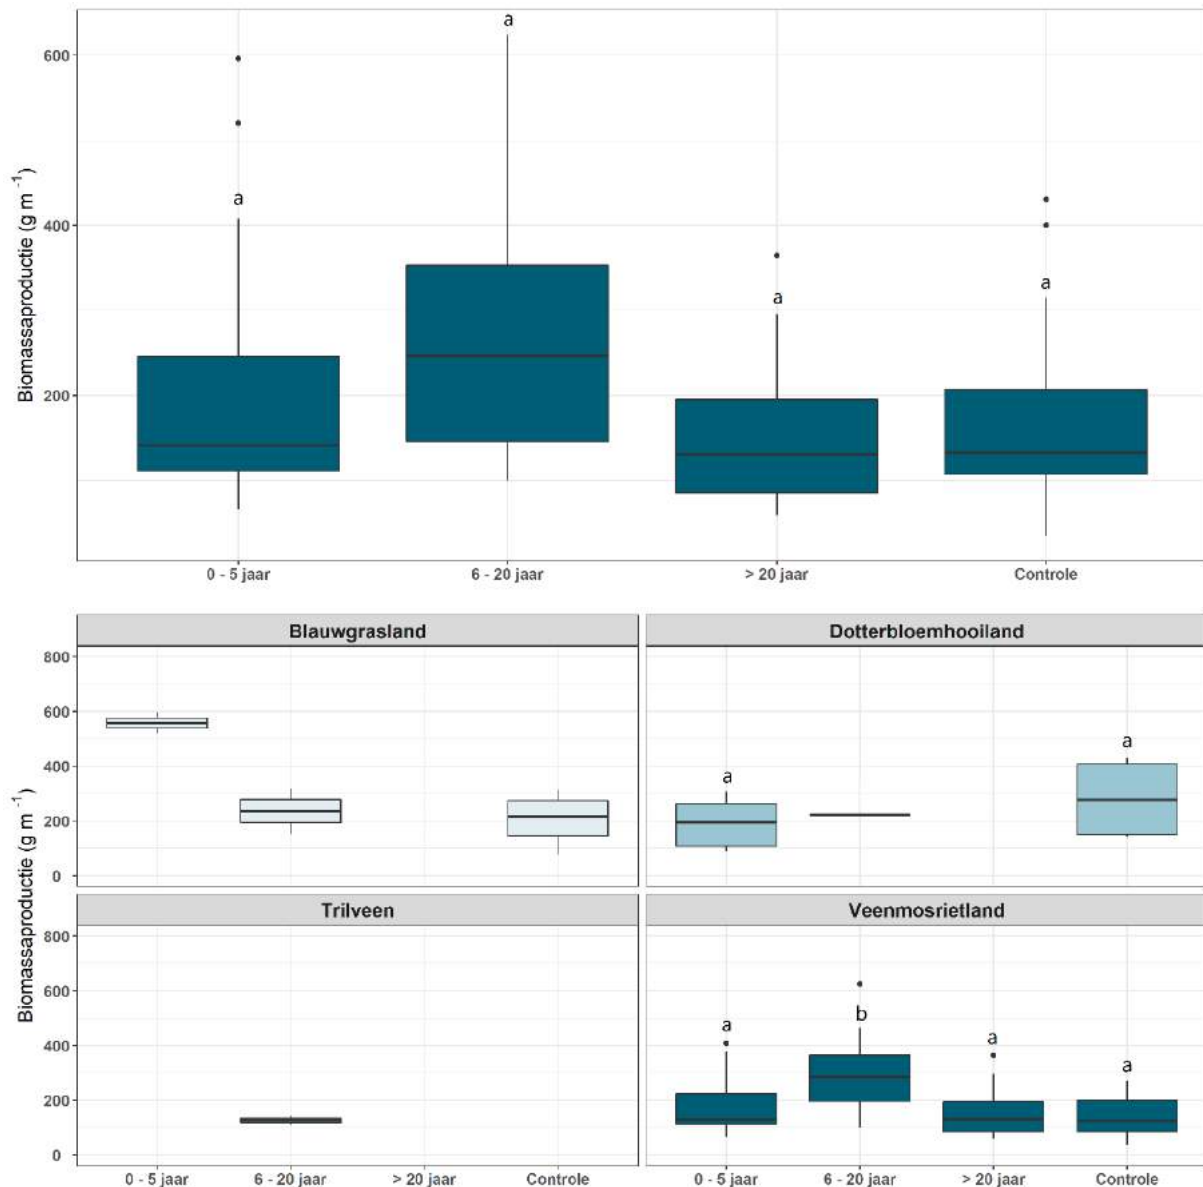 a
600
a
400
a
a
200
Biomassaproductie (g m ⁻¹)
0 - 5 jaar
6 - 20 jaar
> 20 jaar
Controle
Blauwgrasland
Dotterbloemhooiland
800
600
400
200
0
a
a
Trilveen
Veenmosrietland
800
600
400
200
0
a
b
a
a
Biomassaproductie (g m ⁻¹)
0 - 5 jaar
6 - 20 jaar
> 20 jaar
Controle
0 - 5 jaar
6 - 20 jaar
> 20 jaar
Controle